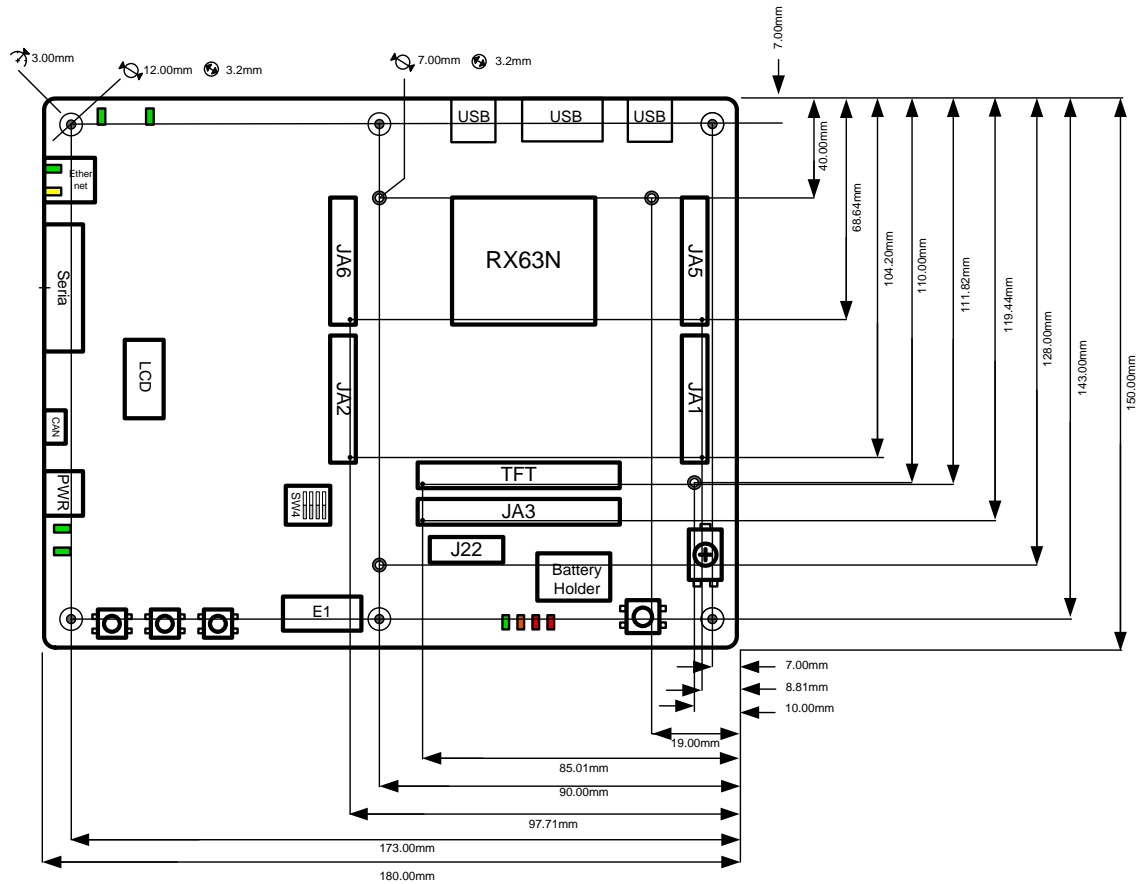 7.00mm
3.00mm
12.00mm 3.2mm
7.00mm 3.2mm
USB
USB
USB
Ether
net
40.00mm
68.64mm
104.20mm
110.00mm
111.82mm
119.44mm
128.00mm
143.00mm
150.00mm
JA6
RX63N
JA5
Seria
LCD
JA2
JA1
CAN
TFT
PWR
SW4
JA3
J22
Battery
Holder
E1
7.00mm
8.81mm
10.00mm
19.00mm
85.01mm
90.00mm
97.71mm
173.00mm
180.00mm